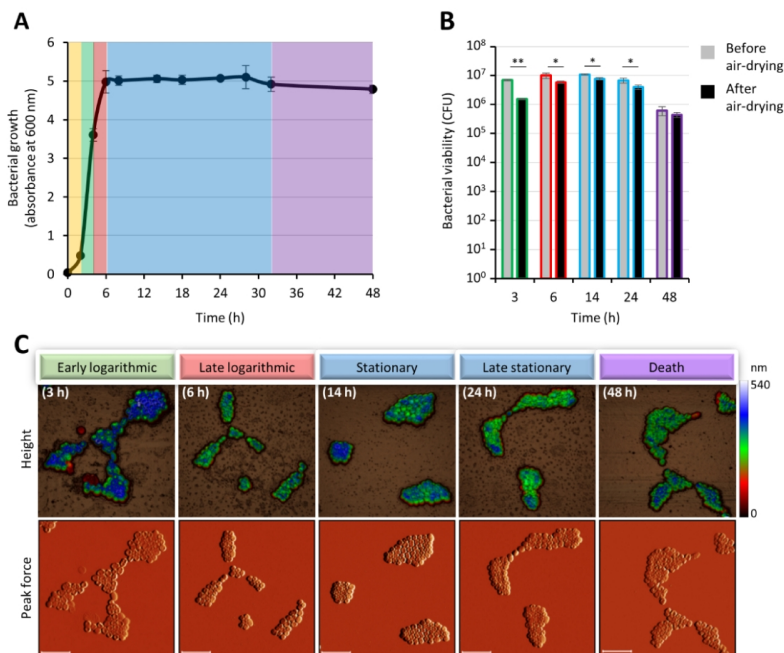 A
Bacterial growth
(absorbance at 600 nm)
6
5
4
3
2
1
0
0 6 12 18 24 30 36 42 48
Time (h)
B
Bacterial viability (CFU)
10⁸
10⁷
10⁶
10⁵
10⁴
10³
10²
10¹
10⁰
** * * *
3 6 14 24 48
Time (h)
Before
air-drying
After
air-drying
C
Early logarithmic Late logarithmic Stationary Late stationary Death
(3 h) (6 h) (14 h) (24 h) (48 h)
Height
Peak force
nm
540
0